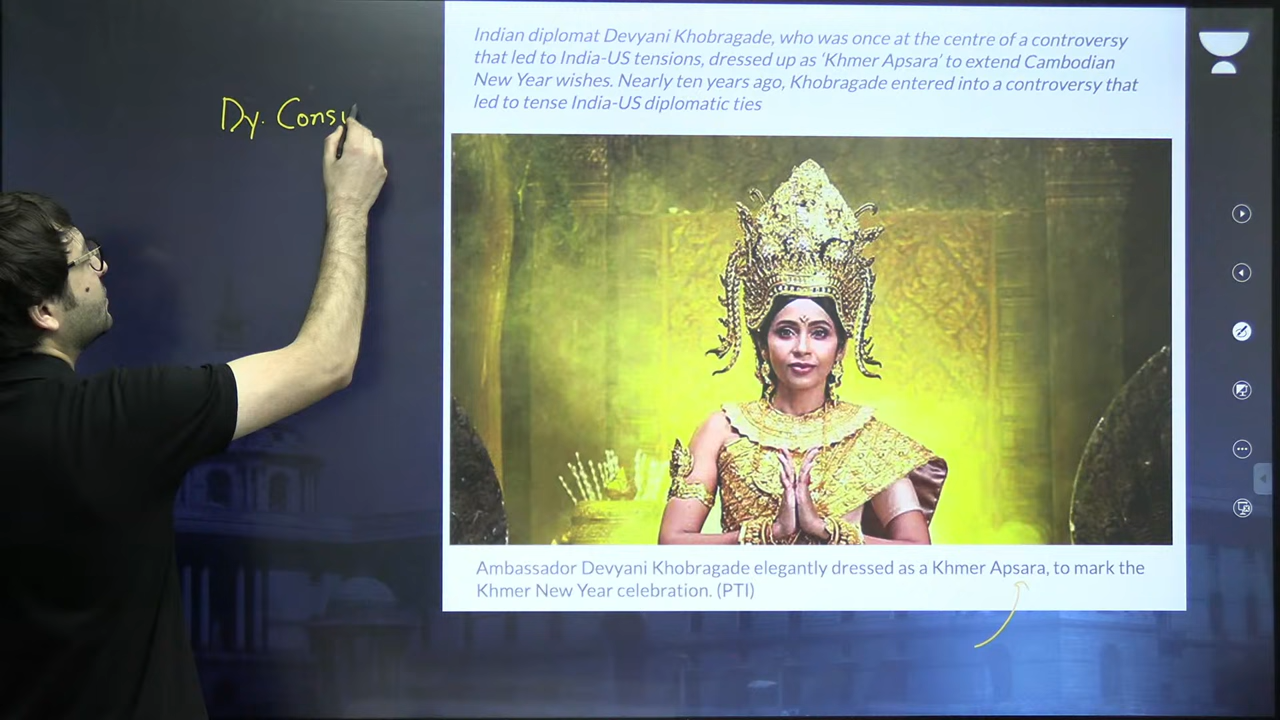 Indian diplomat Devyani Khobragade, who was once at the centre of a controversy
that led to India-US tensions, dressed up as ‘Khmer Apsara’ to extend Cambodian
New Year wishes. Nearly ten years ago, Khobragade entered into a controversy that
led to tense India-US diplomatic ties
Dy. Consu
Ambassador Devyani Khobragade elegantly dressed as a Khmer Apsara, to mark the
Khmer New Year celebration. (PTI)